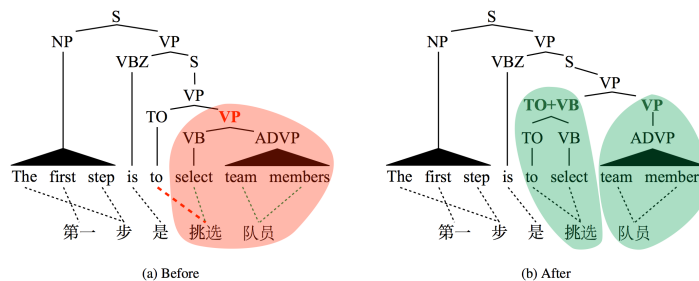 S
NP VP
VBZ S
VP
TO VP
VB ADVP
The first step is to select team members
第一 步 是 挑选 队员
(a) Before
S
NP VP
VBZ S
VP
TO+VB VP
TO VB ADVP
The first step is to select team members
第一 步 是 挑选 队员
(b) After